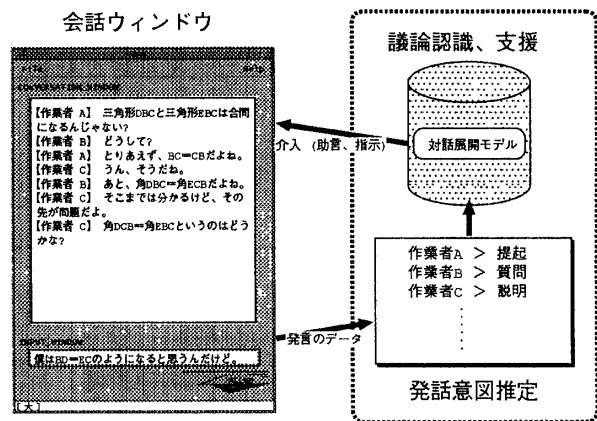 会話ウィンドウ
File
Help
CONVERSATION WINDOW
【作業者 A】 三角形DBCと三角形EBCは合同
になるんじゃない?
【作業者 B】 どうして?
【作業者 A】 とりあえず、BC=CBだよね。
【作業者 C】 うん、そうだね。
【作業者 B】 あと、角DBC=角ECBだよね。
【作業者 C】 そこまでは分かるけど、その
先が問題だよ。
【作業者 C】 角DCB=角EBCというのはどう
かな?
INPUT WINDOW
僕はBD=ECのようになると思うんだけど。
[大]
介入 (助言、指示)
発言のデータ
議論認識、支援
対話展開モデル
作業者A > 提起
作業者B > 質問
作業者C > 説明
発話意図推定